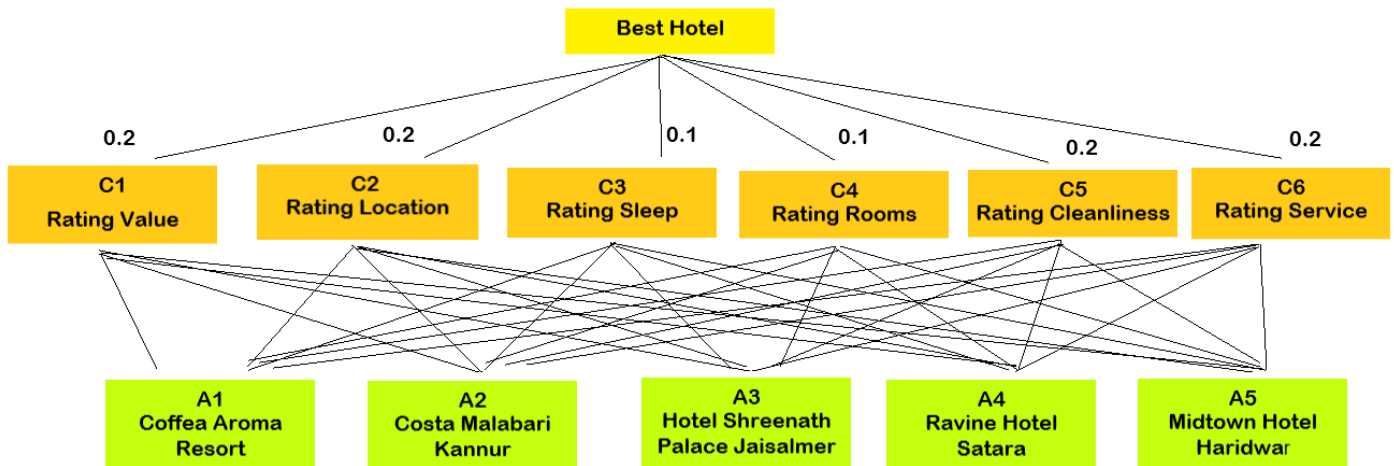 Best Hotel
0.2
0.2
0.1
0.1
0.2
0.2
C1
Rating Value
C2
Rating Location
C3
Rating Sleep
C4
Rating Rooms
C5
Rating Cleanliness
C6
Rating Service
A1
Coffea Aroma
Resort
A2
Costa Malabari
Kannur
A3
Hotel Shreenath
Palace Jaisalmer
A4
Ravine Hotel
Satara
A5
Midtown Hotel
Haridwar